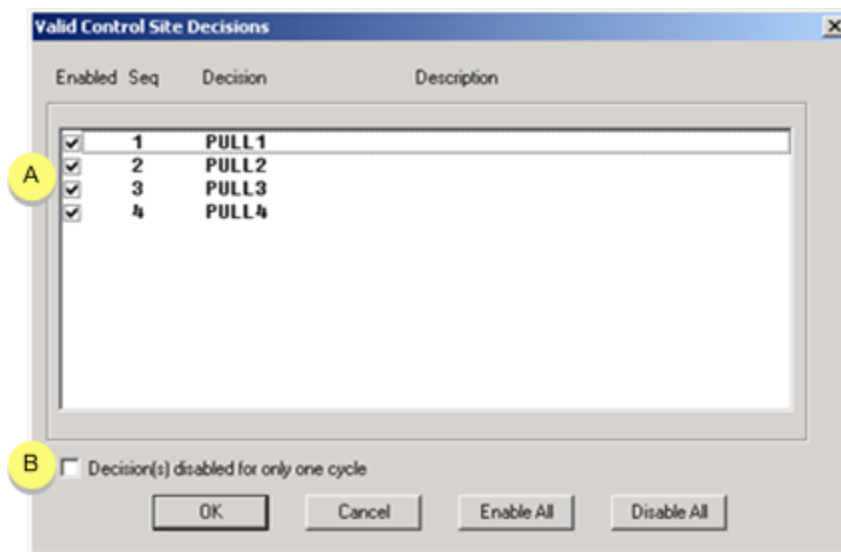 Valid Control Site Decisions
Enabled Seq Decision Description
1 PULL1
A
2 PULL2
3 PULL3
4 PULL4
B
Decision(s) disabled for only one cycle
OK Cancel Enable All Disable All